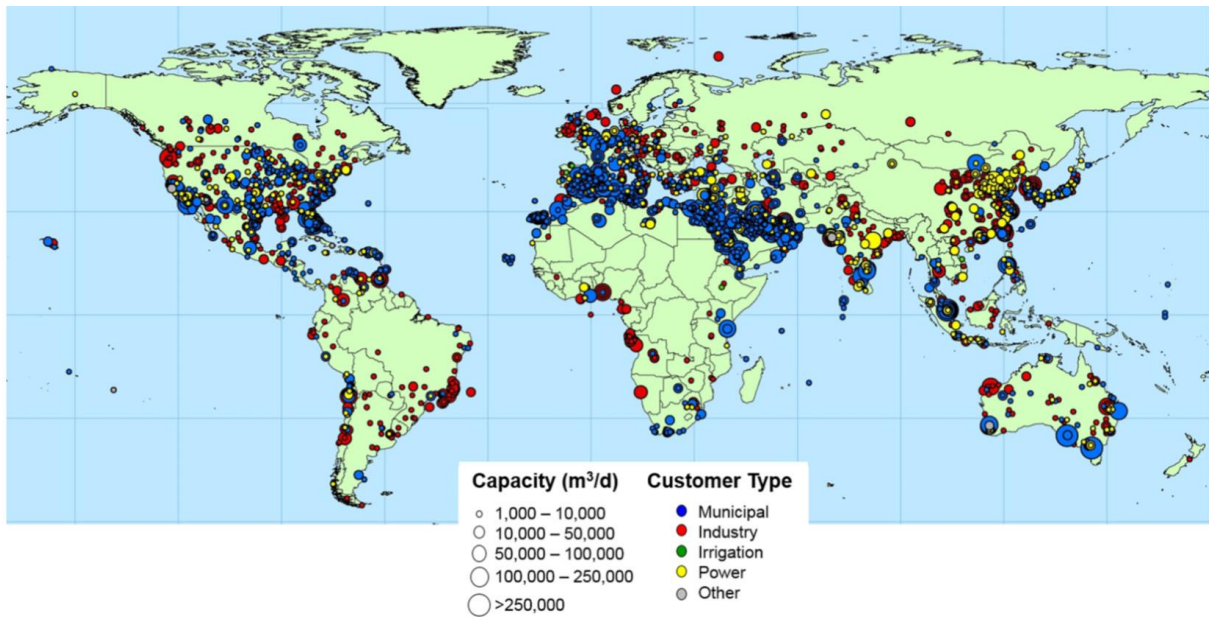 Capacity (m³/d)
1,000 – 10,000
10,000 – 50,000
50,000 – 100,000
100,000 – 250,000
>250,000
Customer Type
Municipal
Industry
Irrigation
Power
Other